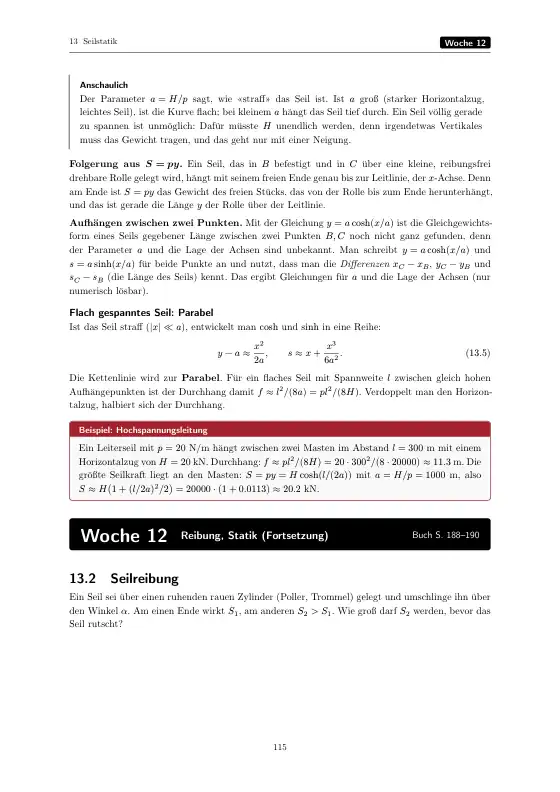 13 Seilstatik
Woche 12
Anschaulich
Der Parameter a = H/p sagt, wie «straff» das Seil ist. Ist a groß (starker Horizontalzug,
leichtes Seil), ist die Kurve flach; bei kleinem a hängt das Seil tief durch. Ein Seil völlig gerade
zu spannen ist unmöglich: Dafür müsste H unendlich werden, denn irgendetwas Vertikales
muss das Gewicht tragen, und das geht nur mit einer Neigung.
Folgerung aus S = py. Ein Seil, das in B befestigt und in C über eine kleine, reibungsfrei
drehbare Rolle gelegt wird, hängt mit seinem freien Ende genau bis zur Leitlinie, der x-Achse. Denn
am Ende ist S = py das Gewicht des freien Stücks, das von der Rolle bis zum Ende herunterhängt,
und das ist gerade die Länge y der Rolle über der Leitlinie.
Aufhängen zwischen zwei Punkten. Mit der Gleichung y = a cosh(x/a) ist die Gleichgewichts-
form eines Seils gegebener Länge zwischen zwei Punkten B, C noch nicht ganz gefunden, denn
der Parameter a und die Lage der Achsen sind unbekannt. Man schreibt y = a cosh(x/a) und
s = a sinh(x/a) für beide Punkte an und nutzt, dass man die Differenzen x_C − x_B, y_C − y_B und
s_C − s_B (die Länge des Seils) kennt. Das ergibt Gleichungen für a und die Lage der Achsen (nur
numerisch lösbar).
Flach gespanntes Seil: Parabel
Ist das Seil straff (|x| ≪ a), entwickelt man cosh und sinh in eine Reihe:
y − a ≈ x²/2a, s ≈ x + x³/6a². (13.5)
Die Kettenlinie wird zur Parabel. Für ein flaches Seil mit Spannweite l zwischen gleich hohen
Aufhängepunkten ist der Durchhang damit f ≈ l²/(8a) = pl²/(8H). Verdoppelt man den Horizon-
talzug, halbiert sich der Durchhang.
Beispiel: Hochspannungsleitung
Ein Leiterseil mit p = 20 N/m hängt zwischen zwei Masten im Abstand l = 300 m mit einem
Horizontalzug von H = 20 kN. Durchhang: f ≈ pl²/(8H) = 20 · 300²/(8 · 20000) ≈ 11.3 m. Die
größte Seilkraft liegt an den Masten: S = py = H cosh(l/(2a)) mit a = H/p = 1000 m, also
S ≈ H(1 + (l/2a)²/2) = 20000 · (1 + 0.0113) ≈ 20.2 kN.
Woche 12 Reibung, Statik (Fortsetzung) Buch S. 188–190
13.2 Seilreibung
Ein Seil sei über einen ruhenden rauen Zylinder (Poller, Trommel) gelegt und umschlinge ihn über
den Winkel α. Am einen Ende wirkt S₁, am anderen S₂ > S₁. Wie groß darf S₂ werden, bevor das
Seil rutscht?
115